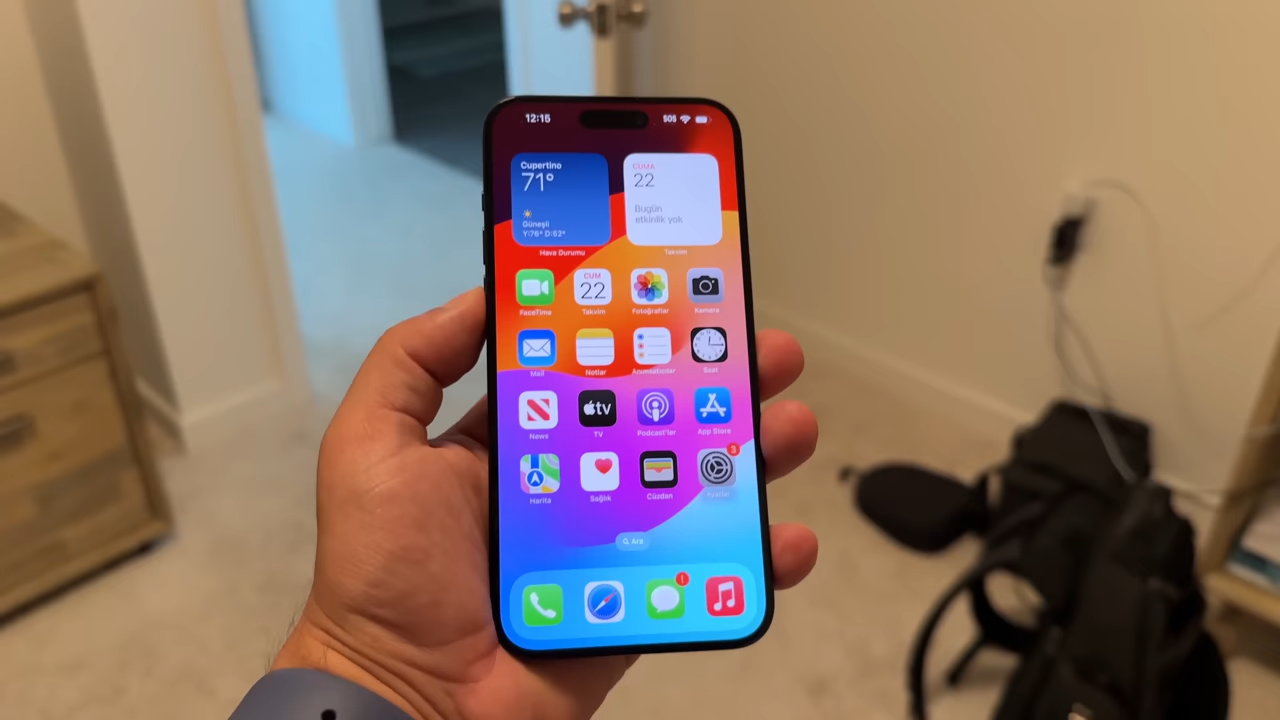 12:15
SOS
Cupertino
71°
Güneşli
Y:76° D:52°
Hava Durumu
CUMA
22
Bugün
etkinlik yok
Takvim
FaceTime
CUM
22
Takvim
Fotoğraflar
Kamera
Mail
Notlar
Anımsatıcılar
Saat
News
tv
TV
Podcast'ler
App Store
Harita
Sağlık
Cüzdan
3
Ayarlar
Ara
!